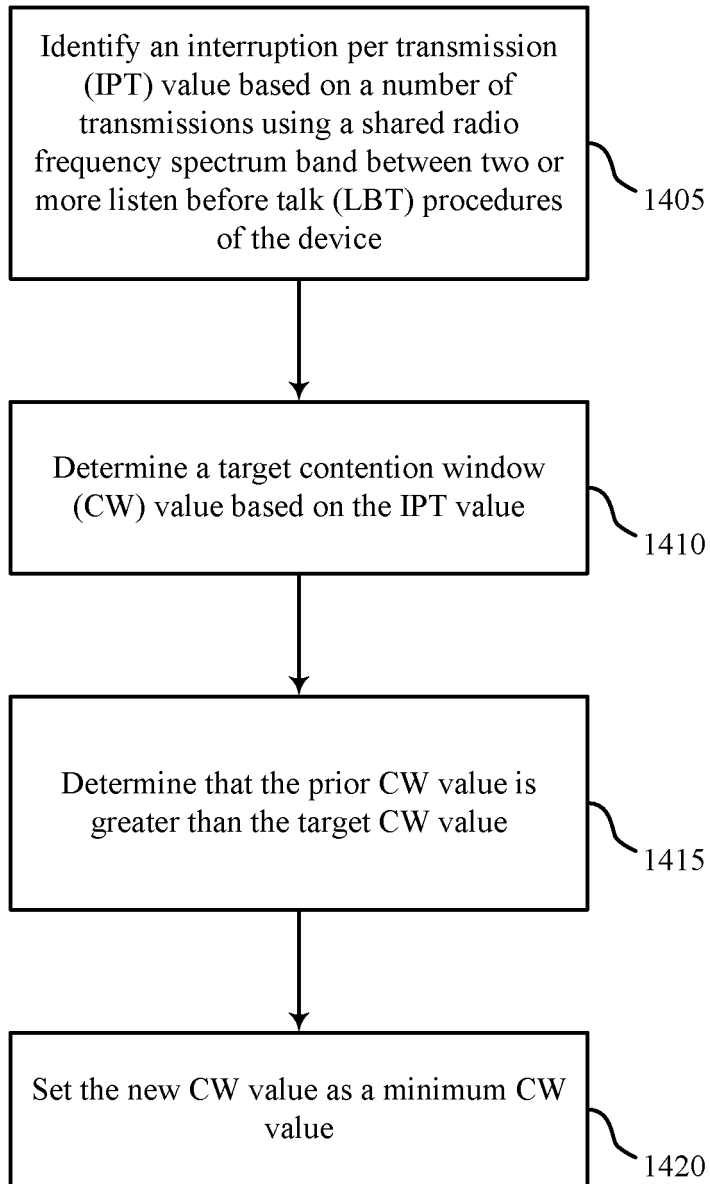 Identify an interruption per transmission
(IPT) value based on a number of
transmissions using a shared radio
frequency spectrum band between two or
more listen before talk (LBT) procedures
of the device
1405
Determine a target contention window
(CW) value based on the IPT value
1410
Determine that the prior CW value is
greater than the target CW value
1415
Set the new CW value as a minimum CW
value
1420